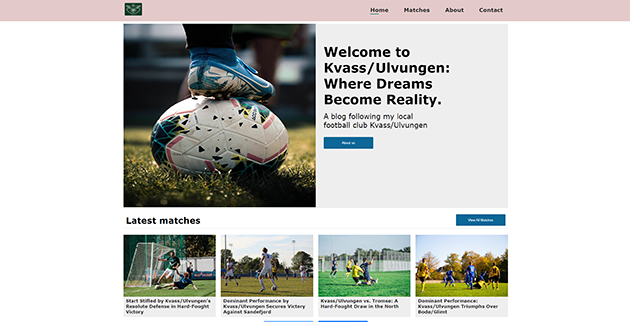 Home Matches About Contact
Welcome to
Kvass/Ulvungen:
Where Dreams
Become Reality.
A blog following my local
football club Kvass/Ulvungen
About us
Latest matches
View All Matches
Start Stifled by Kvass/Ulvungen's
Resolute Defense in Hard-Fought
Victory
Dominant Performance by
Kvass/Ulvungen Secures Victory
Against Sandefjord
Kvass/Ulvungen vs. Tromsø: A
Hard-Fought Draw in the North
Dominant Performance:
Kvass/Ulvungen Triumphs Over
Bodø/Glimt